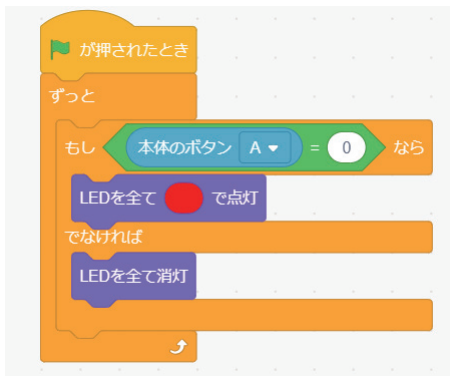 が押されたとき
ずっと
もし 本体のボタン A = 0 なら
LEDを全て で点灯
でなければ
LEDを全て消灯